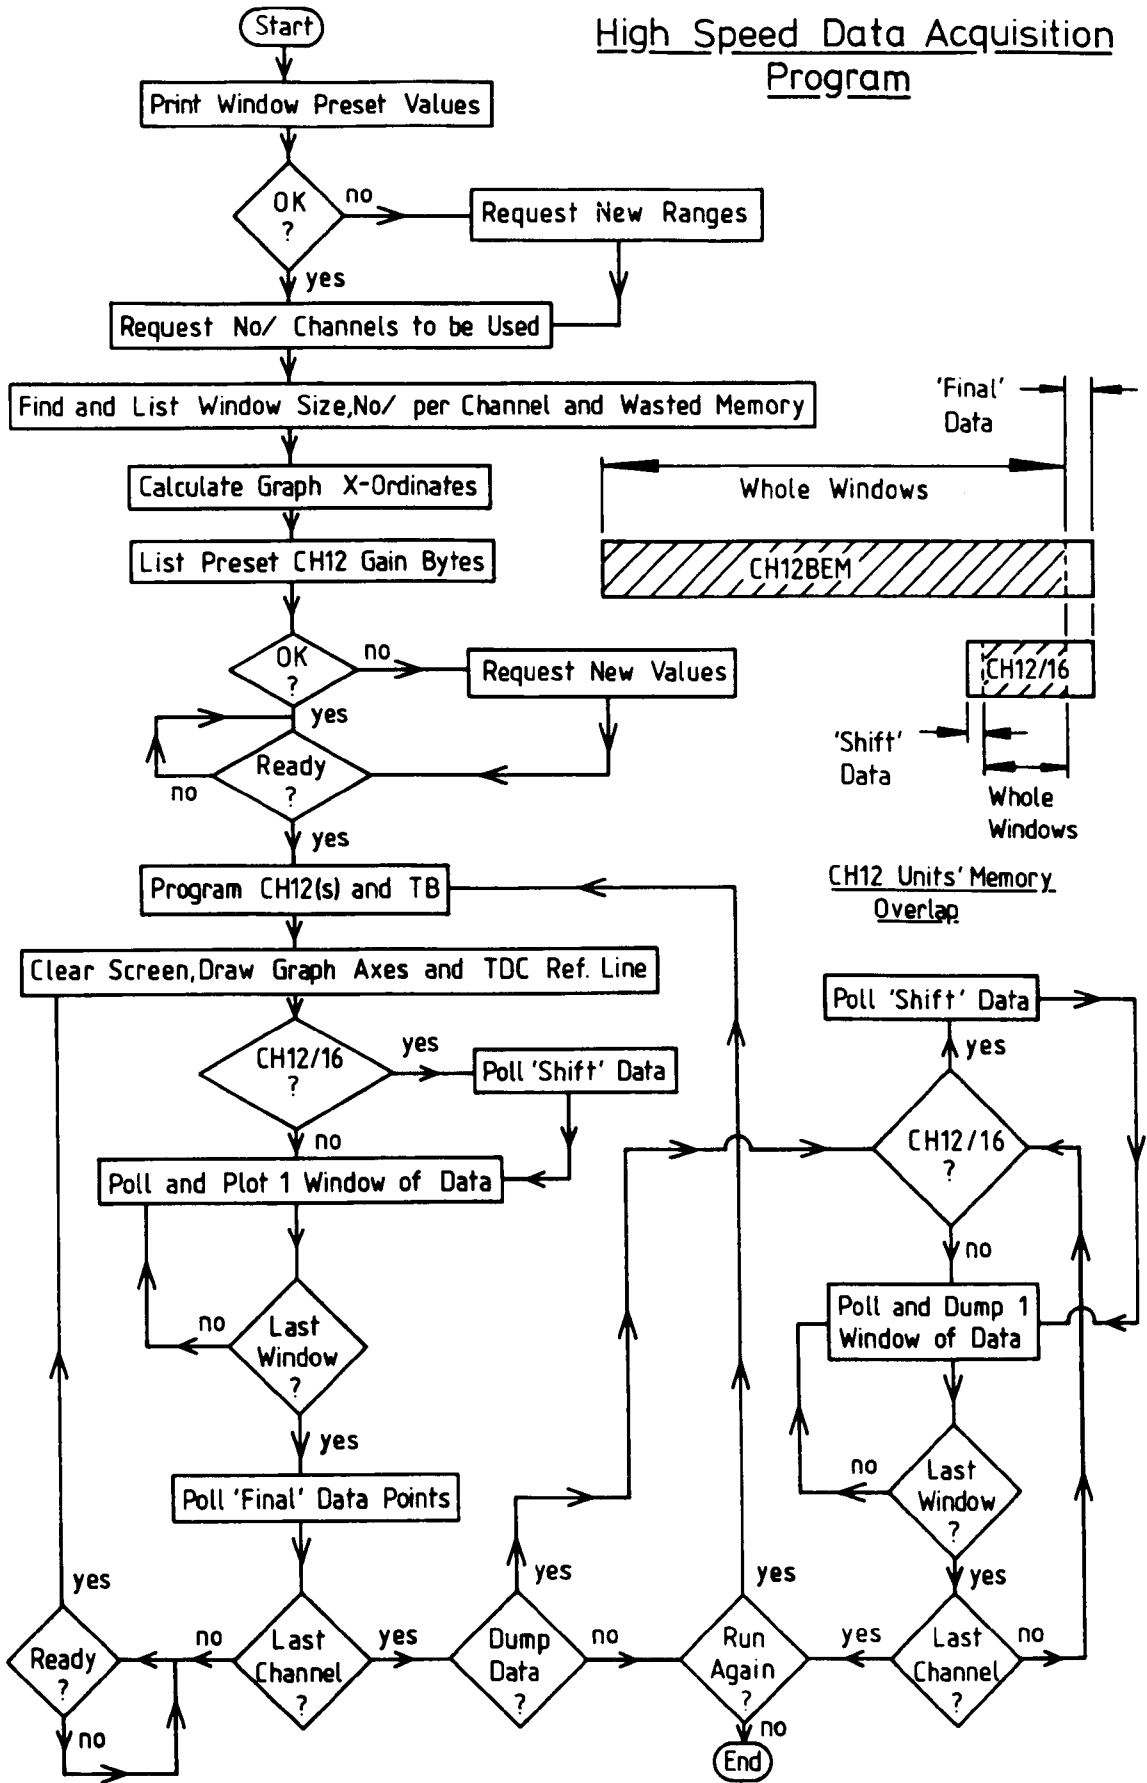 High Speed Data Acquisition
Program
Start
Print Window Preset Values
OK
?
no
Request New Ranges
yes
Request No/ Channels to be Used
Find and List Window Size,No/ per Channel and Wasted Memory
Calculate Graph X-Ordinates
List Preset CH12 Gain Bytes
OK
?
no
Request New Values
yes
Ready
?
no
yes
Program CH12(s) and TB
Clear Screen,Draw Graph Axes and TDC Ref. Line
CH12/16
?
yes
Poll 'Shift' Data
no
Poll and Plot 1 Window of Data
Last
Window
?
no
yes
Poll 'Final' Data Points
Last
Channel
?
no
yes
Ready
?
yes
no
Dump
Data
?
yes
no
Run
Again
?
yes
no
End
'Final'
Data
Whole Windows
CH12BEM
CH12/16
'Shift'
Data
Whole
Windows
CH12 Units' Memory
Overlap
Poll 'Shift' Data
yes
CH12/16
?
no
Poll and Dump 1
Window of Data
Last
Window
?
no
yes
Last
Channel
?
yes
no